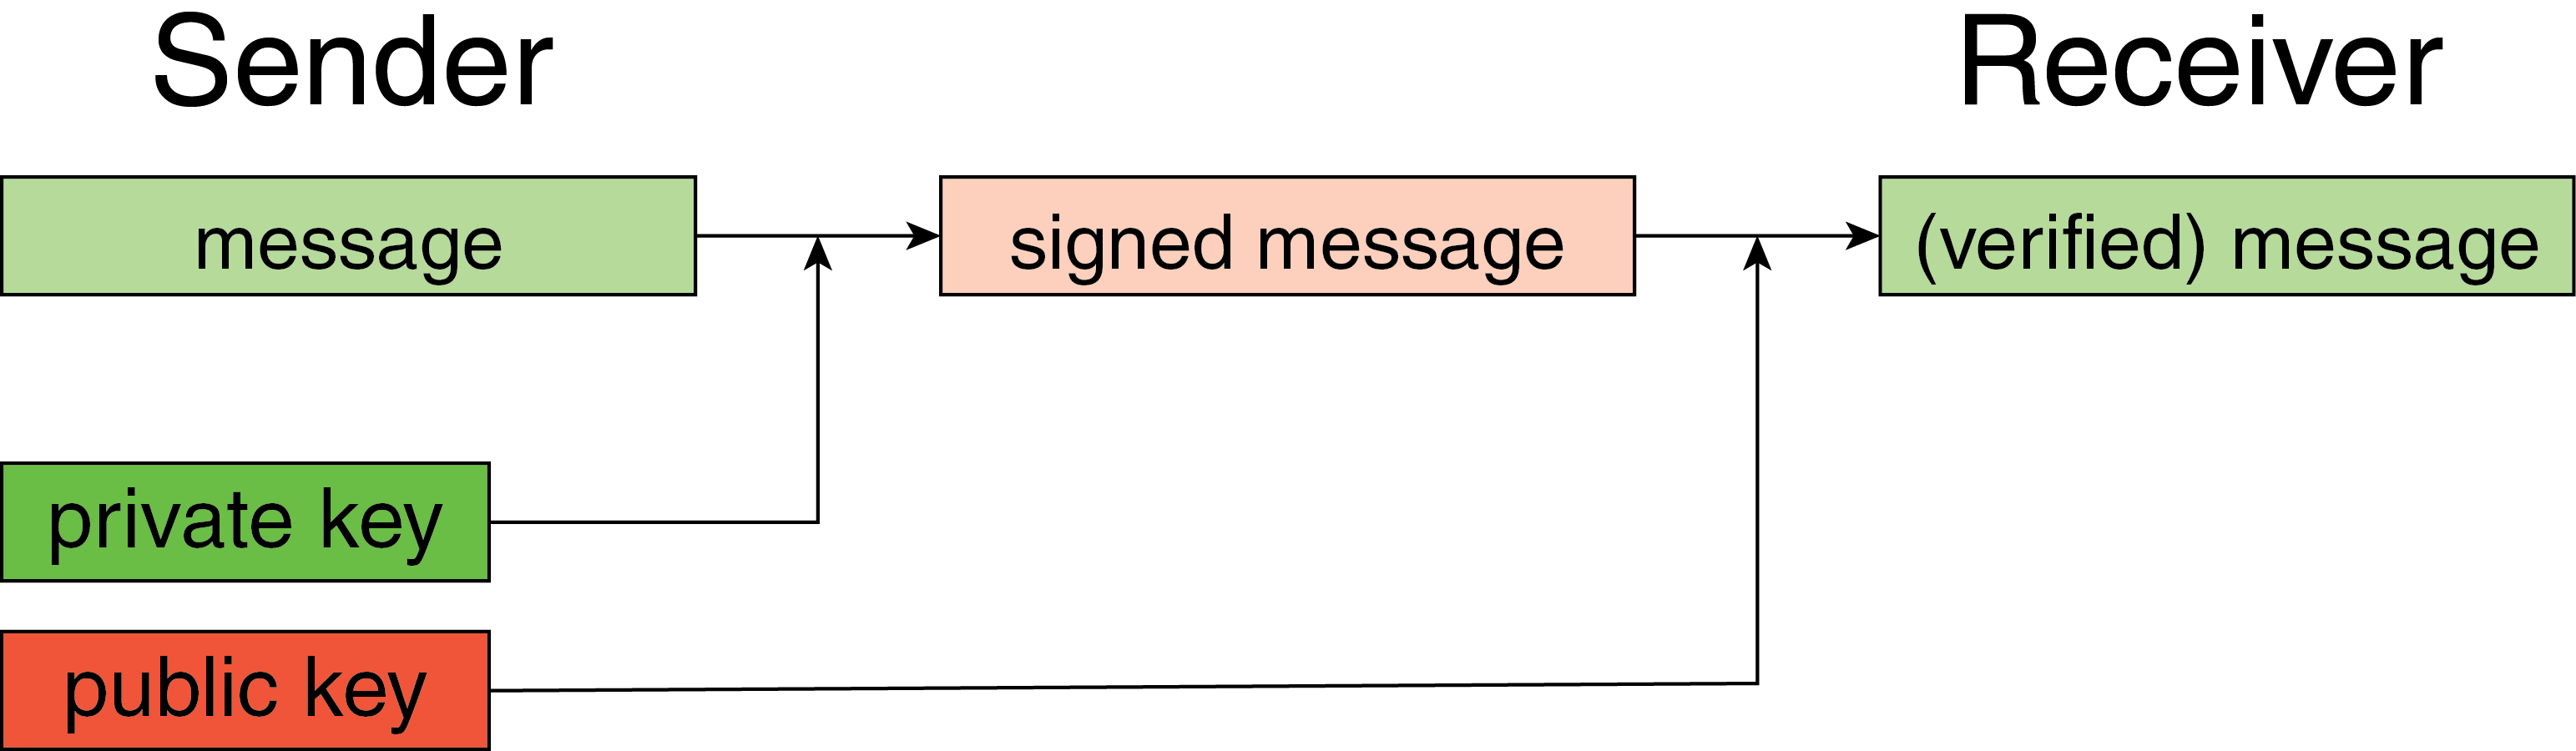 Sender
Receiver
message
signed message
(verified) message
private key
public key